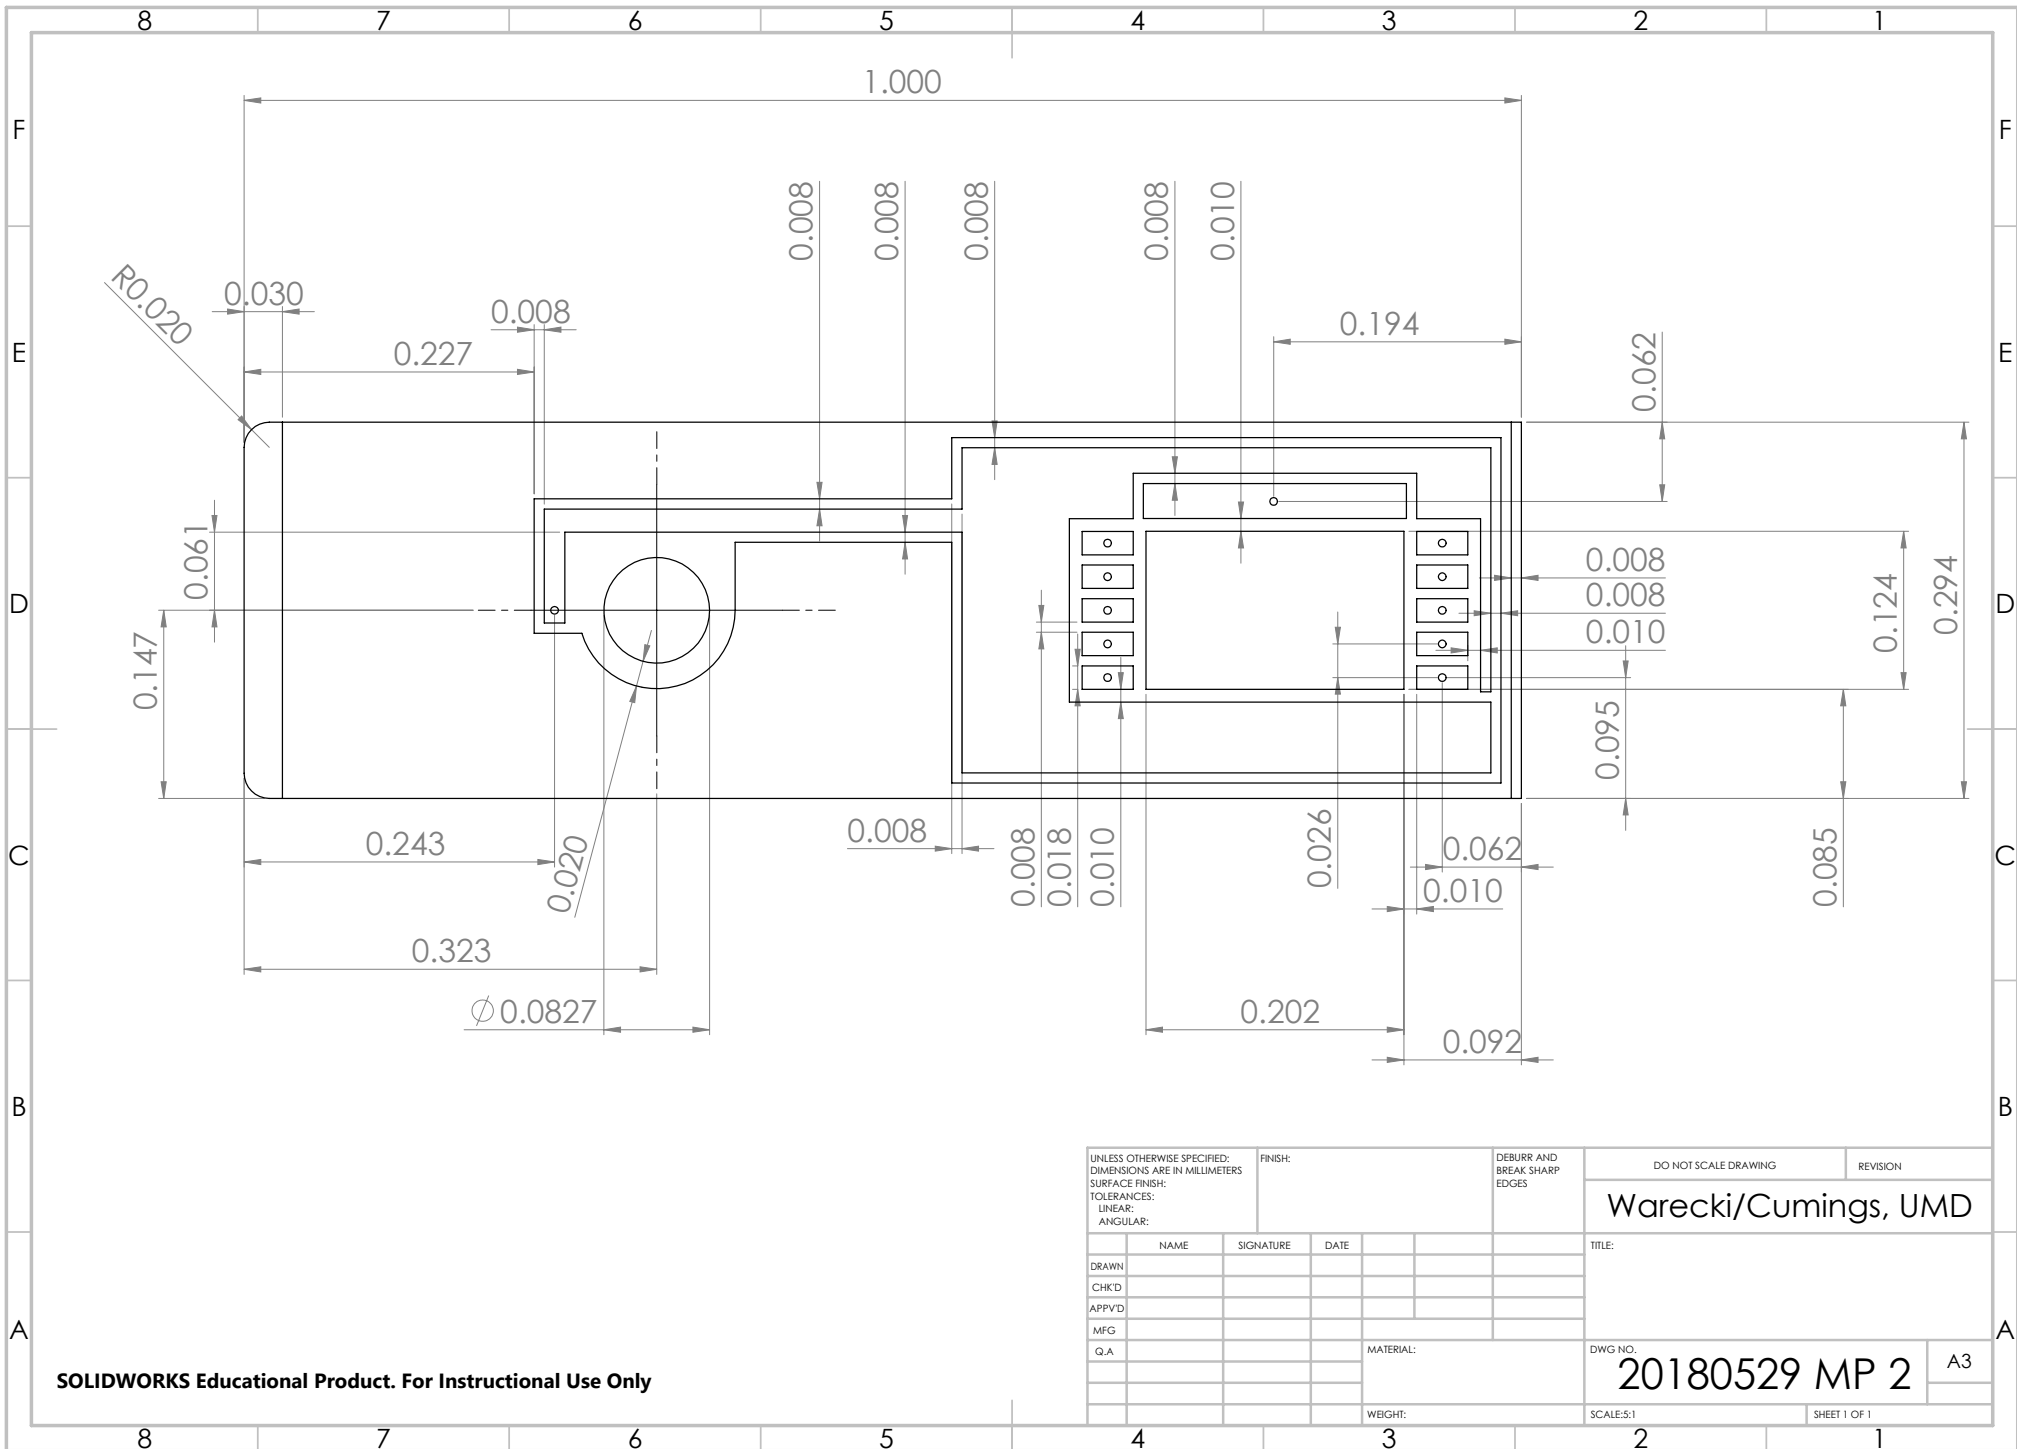 8 7 6 5 4 3 2 1
1.000
F F
0.008 0.008 0.008 0.008 0.010
R0.020
0.030
0.008
0.194
0.062
E E
0.227
0.061
0.008
0.008
0.010
0.124
0.294
D D
0.147
0.095
0.243
0.020
0.008
0.008
0.018
0.010
0.026
0.062
0.010
0.085
C C
0.323
∅0.0827
0.202
0.092
B B
UNLESS OTHERWISE SPECIFIED:
DIMENSIONS ARE IN MILLIMETERS
SURFACE FINISH:
TOLERANCES:
LINEAR:
ANGULAR:
FINISH:
DEBURR AND
BREAK SHARP
EDGES
DO NOT SCALE DRAWING
REVISION
Warecki/Cumings, UMD
NAME SIGNATURE DATE
TITLE:
DRAWN
CHK'D
APPV'D
MFG
Q.A
A A
MATERIAL:
DWG NO.
20180529 MP 2
A3
WEIGHT:
SCALE:5:1
SHEET 1 OF 1
SOLIDWORKS Educational Product. For Instructional Use Only
8 7 6 5 4 3 2 1